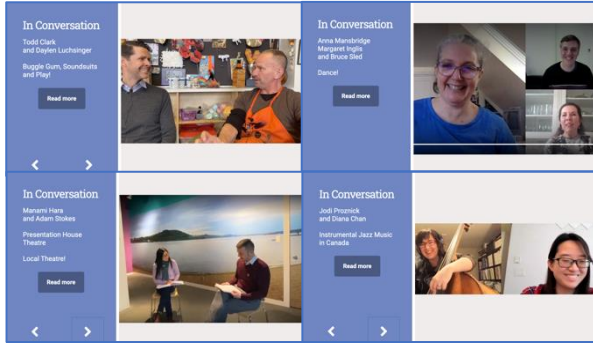 In Conversation
Todd Clark
and Daylen Luchsinger
Buggle Gum, Soundsuits
and Play!
Read more
In Conversation
Anna Mansbridge
Margaret Inglis
and Bruce Sled
Dance!
Read more
In Conversation
Manami Hara
and Adam Stokes
Presentation House
Theatre
Local Theatre!
Read more
In Conversation
Jodi Proznick
and Diana Chan
Instrumental Jazz Music
in Canada
Read more